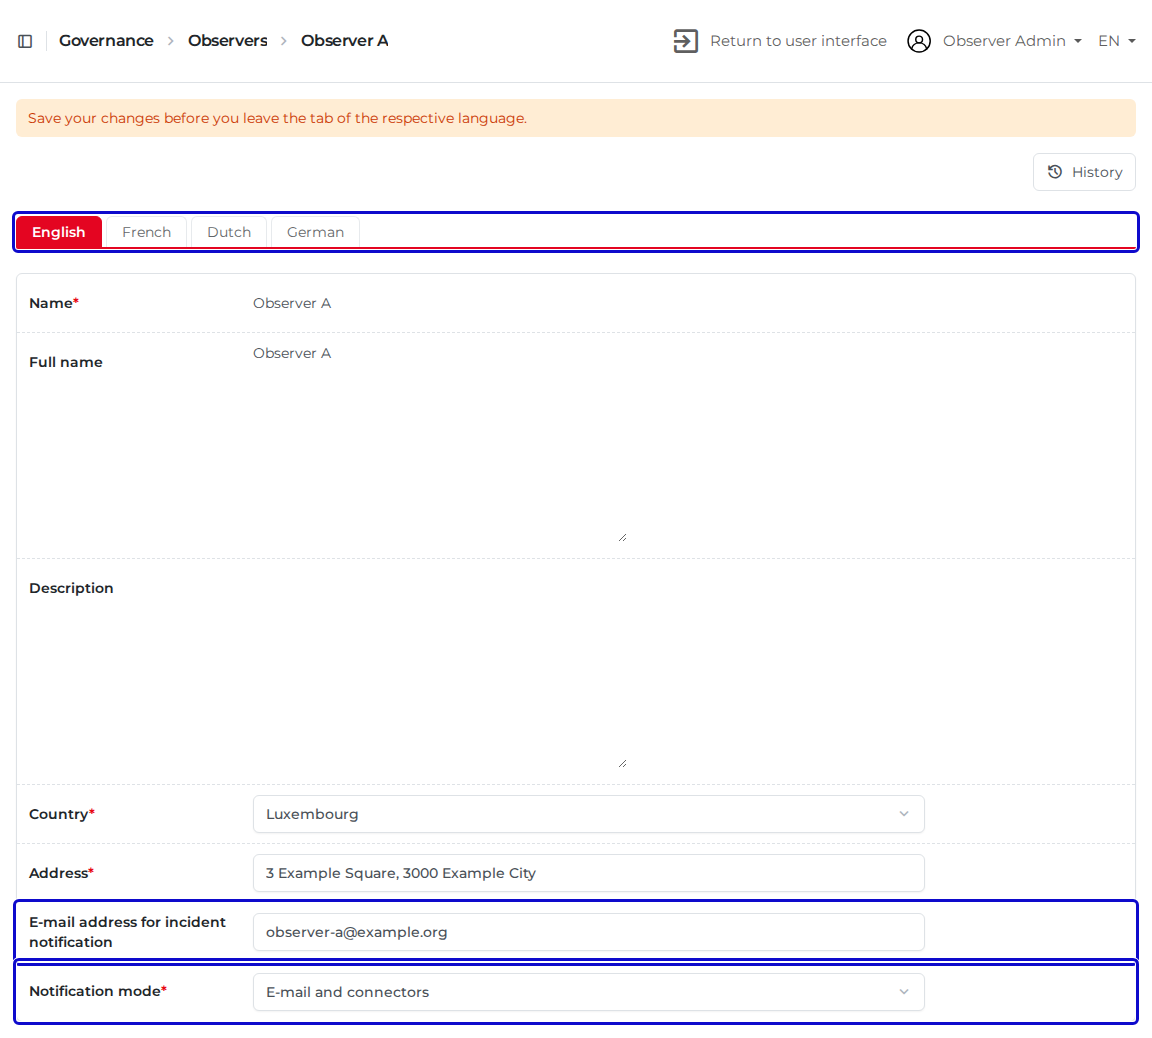 Governance > Observers > Observer A
Return to user interface
Observer Admin
EN
Save your changes before you leave the tab of the respective language.
History
English
French
Dutch
German
Name*
Observer A
Full name
Observer A
Description
Country*
Luxembourg
Address*
3 Example Square, 3000 Example City
E-mail address for incident
notification
observer-a@example.org
Notification mode*
E-mail and connectors